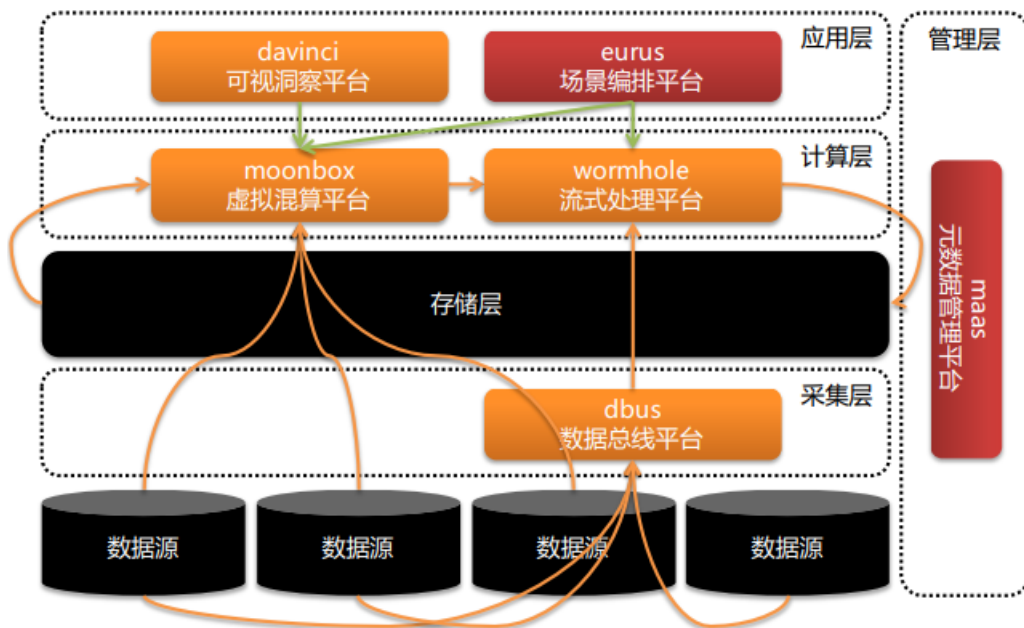 davinci
可视洞察平台
eurus
场景编排平台
应用层
管理层
moonbox
虚拟混算平台
wormhole
流式处理平台
计算层
maas
元数据管理平台
存储层
dbus
数据总线平台
采集层
数据源
数据源
数据源
数据源